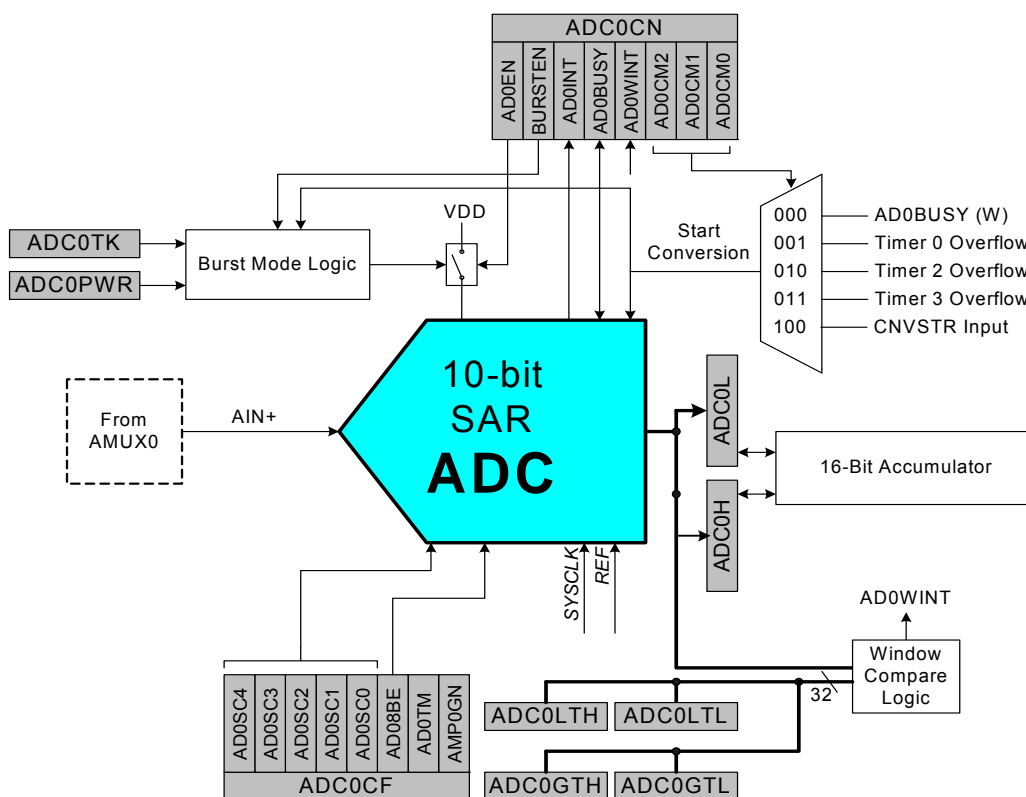 ADC0CN
AD0EN
BURSTEN
AD0INT
AD0BUSY
AD0WINT
AD0CM2
AD0CM1
AD0CM0
VDD
Start
Conversion
000
AD0BUSY (W)
001
Timer 0 Overflow
010
Timer 2 Overflow
011
Timer 3 Overflow
100
CNVSTR Input
ADC0TK
ADC0PWR
Burst Mode Logic
From
AMUX0
AIN+
10-bit
SAR
ADC
ADC0L
ADC0H
16-Bit Accumulator
SYSCLK
REF
AD0WINT
Window
Compare
Logic
32
AD0SC4
AD0SC3
AD0SC2
AD0SC1
AD0SC0
AD08BE
AD0TM
AMP0GN
ADC0CF
ADC0LTH
ADC0LTL
ADC0GTH
ADC0GTL